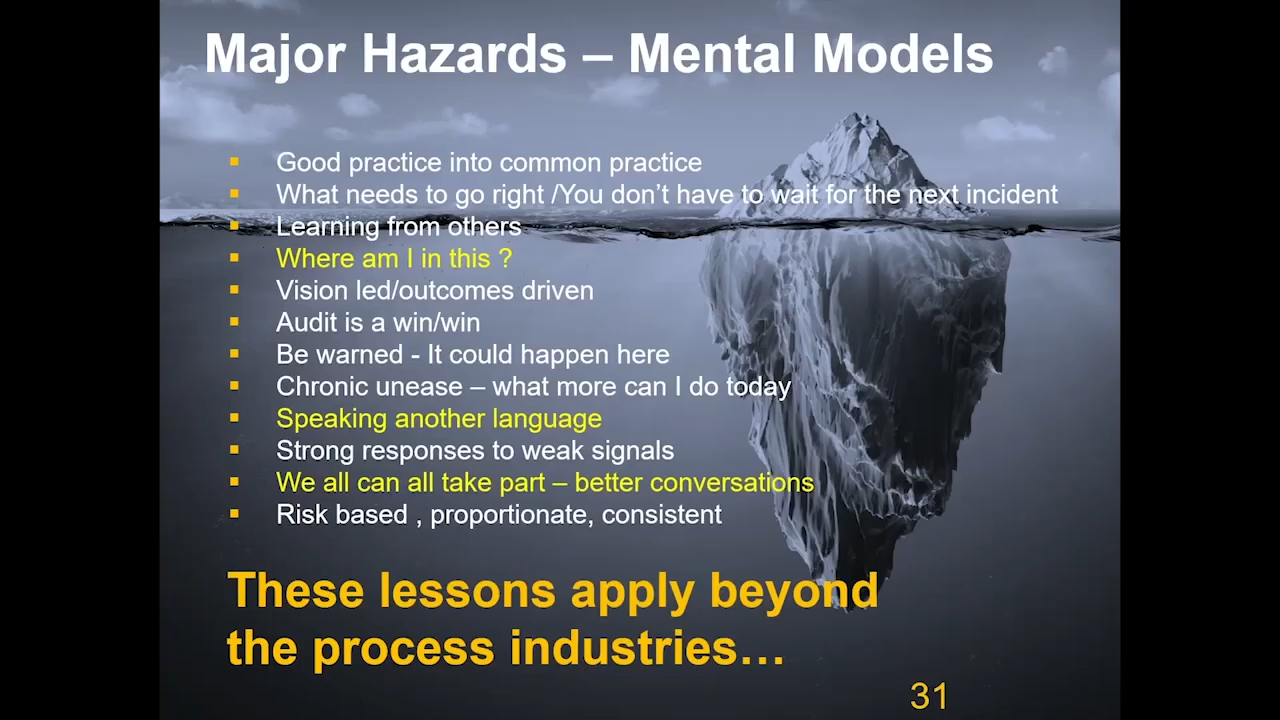 Major Hazards – Mental Models
Good practice into common practice
What needs to go right /You don’t have to wait for the next incident
Learning from others
Where am I in this ?
Vision led/outcomes driven
Audit is a win/win
Be warned - It could happen here
Chronic unease – what more can I do today
Speaking another language
Strong responses to weak signals
We all can all take part – better conversations
Risk based , proportionate, consistent
These lessons apply beyond
the process industries…
31